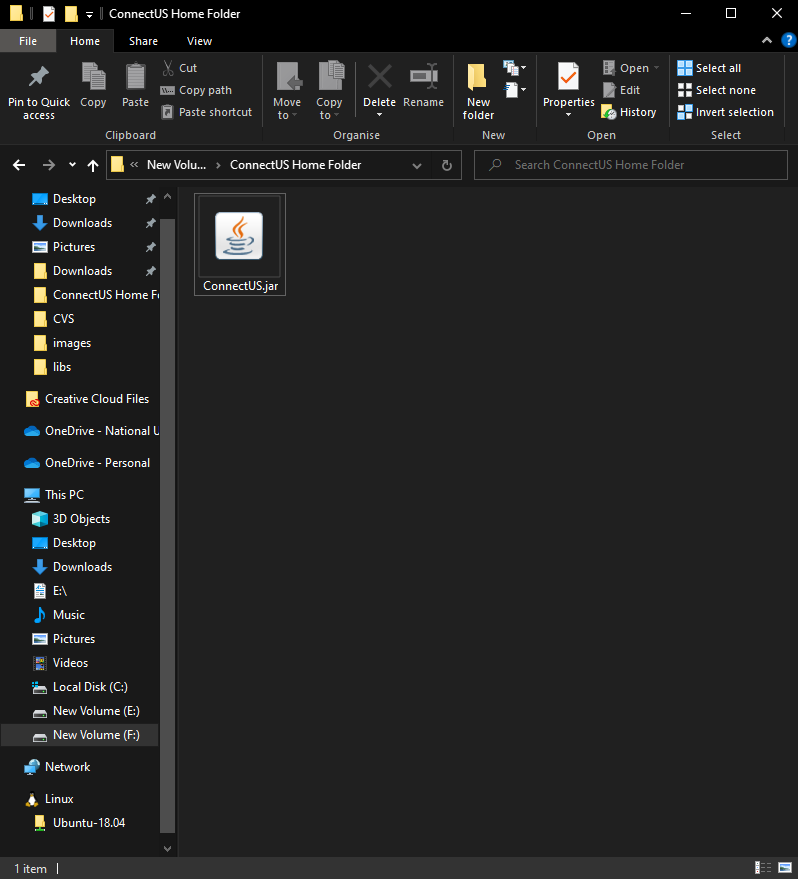 ConnectUS Home Folder
File Home Share View
Pin to Quick access
Copy
Paste
Cut
Copy path
Paste shortcut
Clipboard
Move to
Copy to
Delete
Rename
Organise
New folder
New
Properties
Open
Edit
History
Open
Select all
Select none
Invert selection
Select
« New Volu... › ConnectUS Home Folder
Search ConnectUS Home Folder
Desktop
Downloads
Pictures
Downloads
ConnectUS Home Fo
CVS
images
libs
Creative Cloud Files
OneDrive - National U
OneDrive - Personal
This PC
3D Objects
Desktop
Downloads
E:\
Music
Pictures
Videos
Local Disk (C:)
New Volume (E:)
New Volume (F:)
Network
Linux
Ubuntu-18.04
ConnectUS.jar
1 item